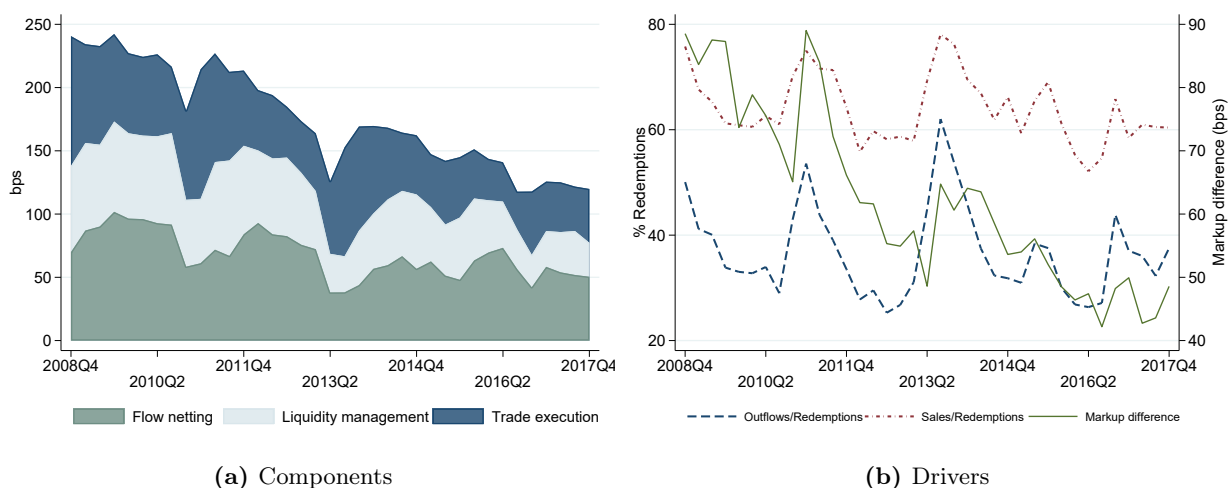 250
200
150
100
50
0
bps
2008Q4 2011Q4 2014Q4 2017Q4
2010Q2 2013Q2 2016Q2
Flow netting Liquidity management Trade execution
(a) Components
80
60
40
20
% Redemptions
90
80
70
60
50
40
Markup difference (bps)
2008Q4 2011Q4 2014Q4 2017Q4
2010Q2 2013Q2 2016Q2
Outflows/Redemptions Sales/Redemptions Markup difference
(b) Drivers